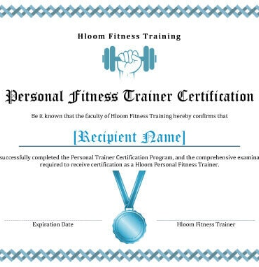 Hloom Fitness Training
Personal Fitness Trainer Certification
Be it known that the faculty of Hloom Fitness Training hereby confirms that
[Recipient Name]
successfully completed the Personal Trainer Certification Program, and the comprehensive examina
required to receive certification as a Hloom Personal Fitness Trainer.
Expiration Date
Hloom Fitness Trainer